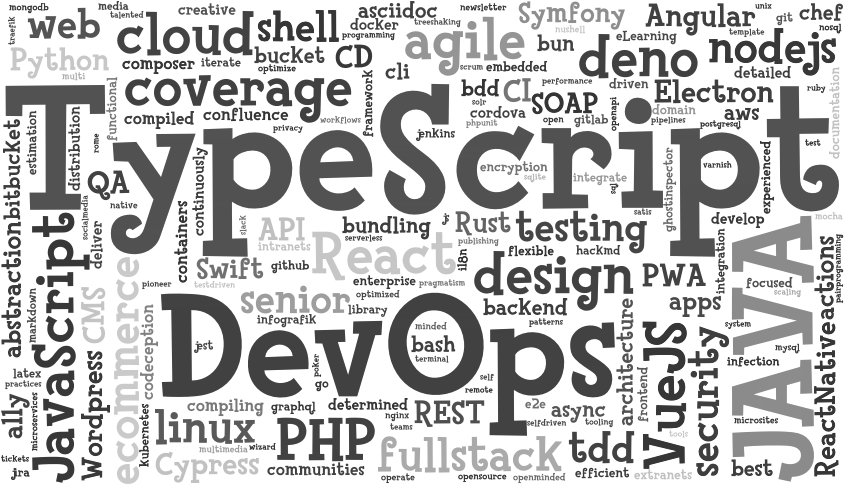 mongodb
media
talented
creative
asciidoc
treeshaking
newsletter
Symfony
nushell
Angular
unix
git
chef
nosql
traefik
web
cloud
shell
docker
programming
agile
bun
eLearning
template
nodejs
Python
multi
composer
iterate
bucket
optimize
CD
cli
scrum
embedded
deno
detailed
documentation
functional
coverage
framework
bdd
solr
CI
performance
driven
SOAP
openapi
Electron
domain
aws
ruby
compiled
confluence
privacy
workflows
jenkins
cordova
phpunit
open
gitlab
pipelines
postgresql
test
TypeScript
estimation
distribution
rome
bitbucket
abstraction
QA
native
socialmedia
deliver
containers
continuously
slack
encryption
sqlite
integrate
sql
satis
ghostinspector
varnish
experienced
develop
mocha
API
intranets
bundling
serverless
js
Rust
publishing
i18n
testing
flexible
hackmd
integration
pairprogramming
JavaScript
markdown
CMS
ecommerce
pioneer
Swift
testdriven
github
React
enterprise
optimized
pragmatism
design
PWA
apps
JAVA
focused
scaling
ReactNative
actions
senior
infografik
library
backend
patterns
codeception
jest
DevOps
minded
bash
terminal
poker
go
self
remote
architecture
frontend
VueJS
security
system
mysql
infection
microsites
latex
practices
a11y
microservices
Wordpress
kubernetes
compiling
graphql
determined
nginx
teams
REST
e2e
selfdriven
async
tooling
tools
linux
multimedia
wizard
PHP
fullstack
tdd
tickets
jira
Cypress
communities
operate
opensource
openminded
efficient
extranets
best